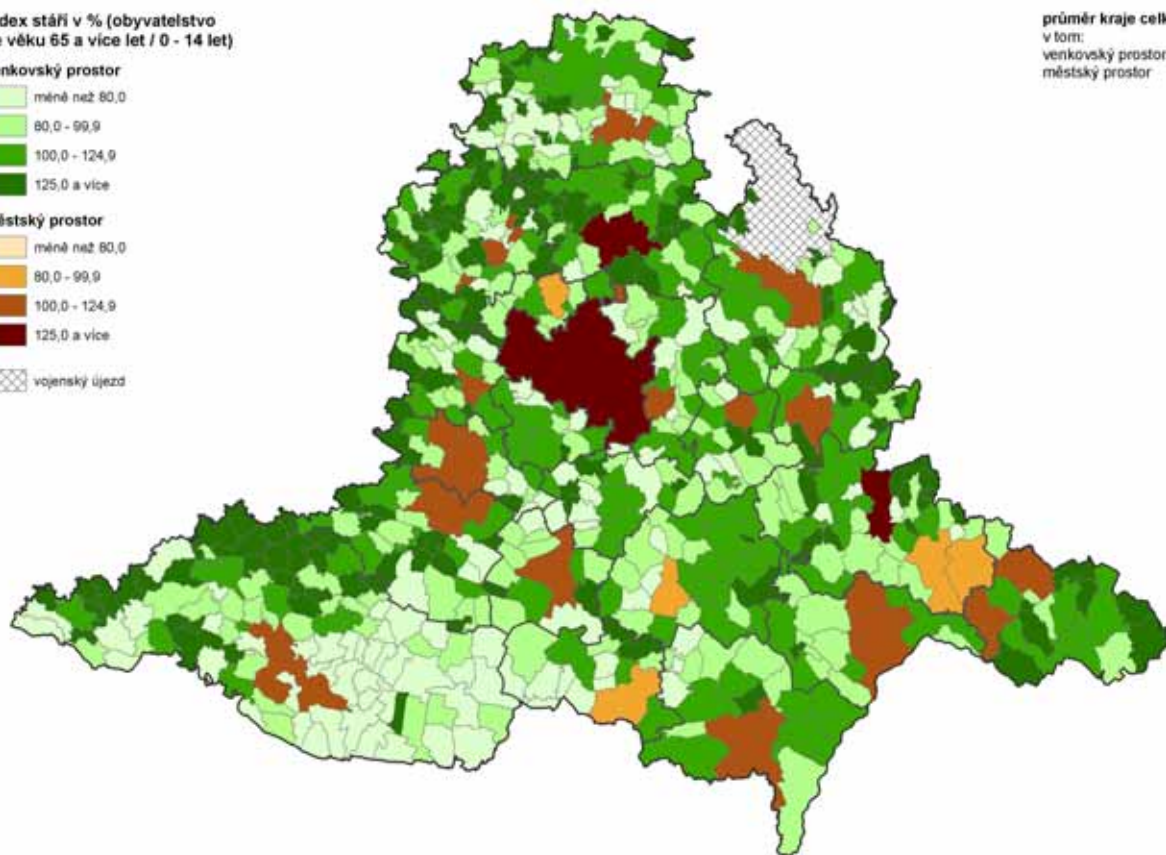 dex stáří v % (obyvatelstvo
e věku 65 a více let / 0 - 14 let)
enkovský prostor
méně než 80,0
80,0 - 99,9
100,0 - 124,9
125,0 a více
ěstský prostor
méně než 80,0
80,0 - 99,9
100,0 - 124,9
125,0 a více
vojenský újezd
průměr kraje celk
v tom:
venkovský prostor
městský prostor